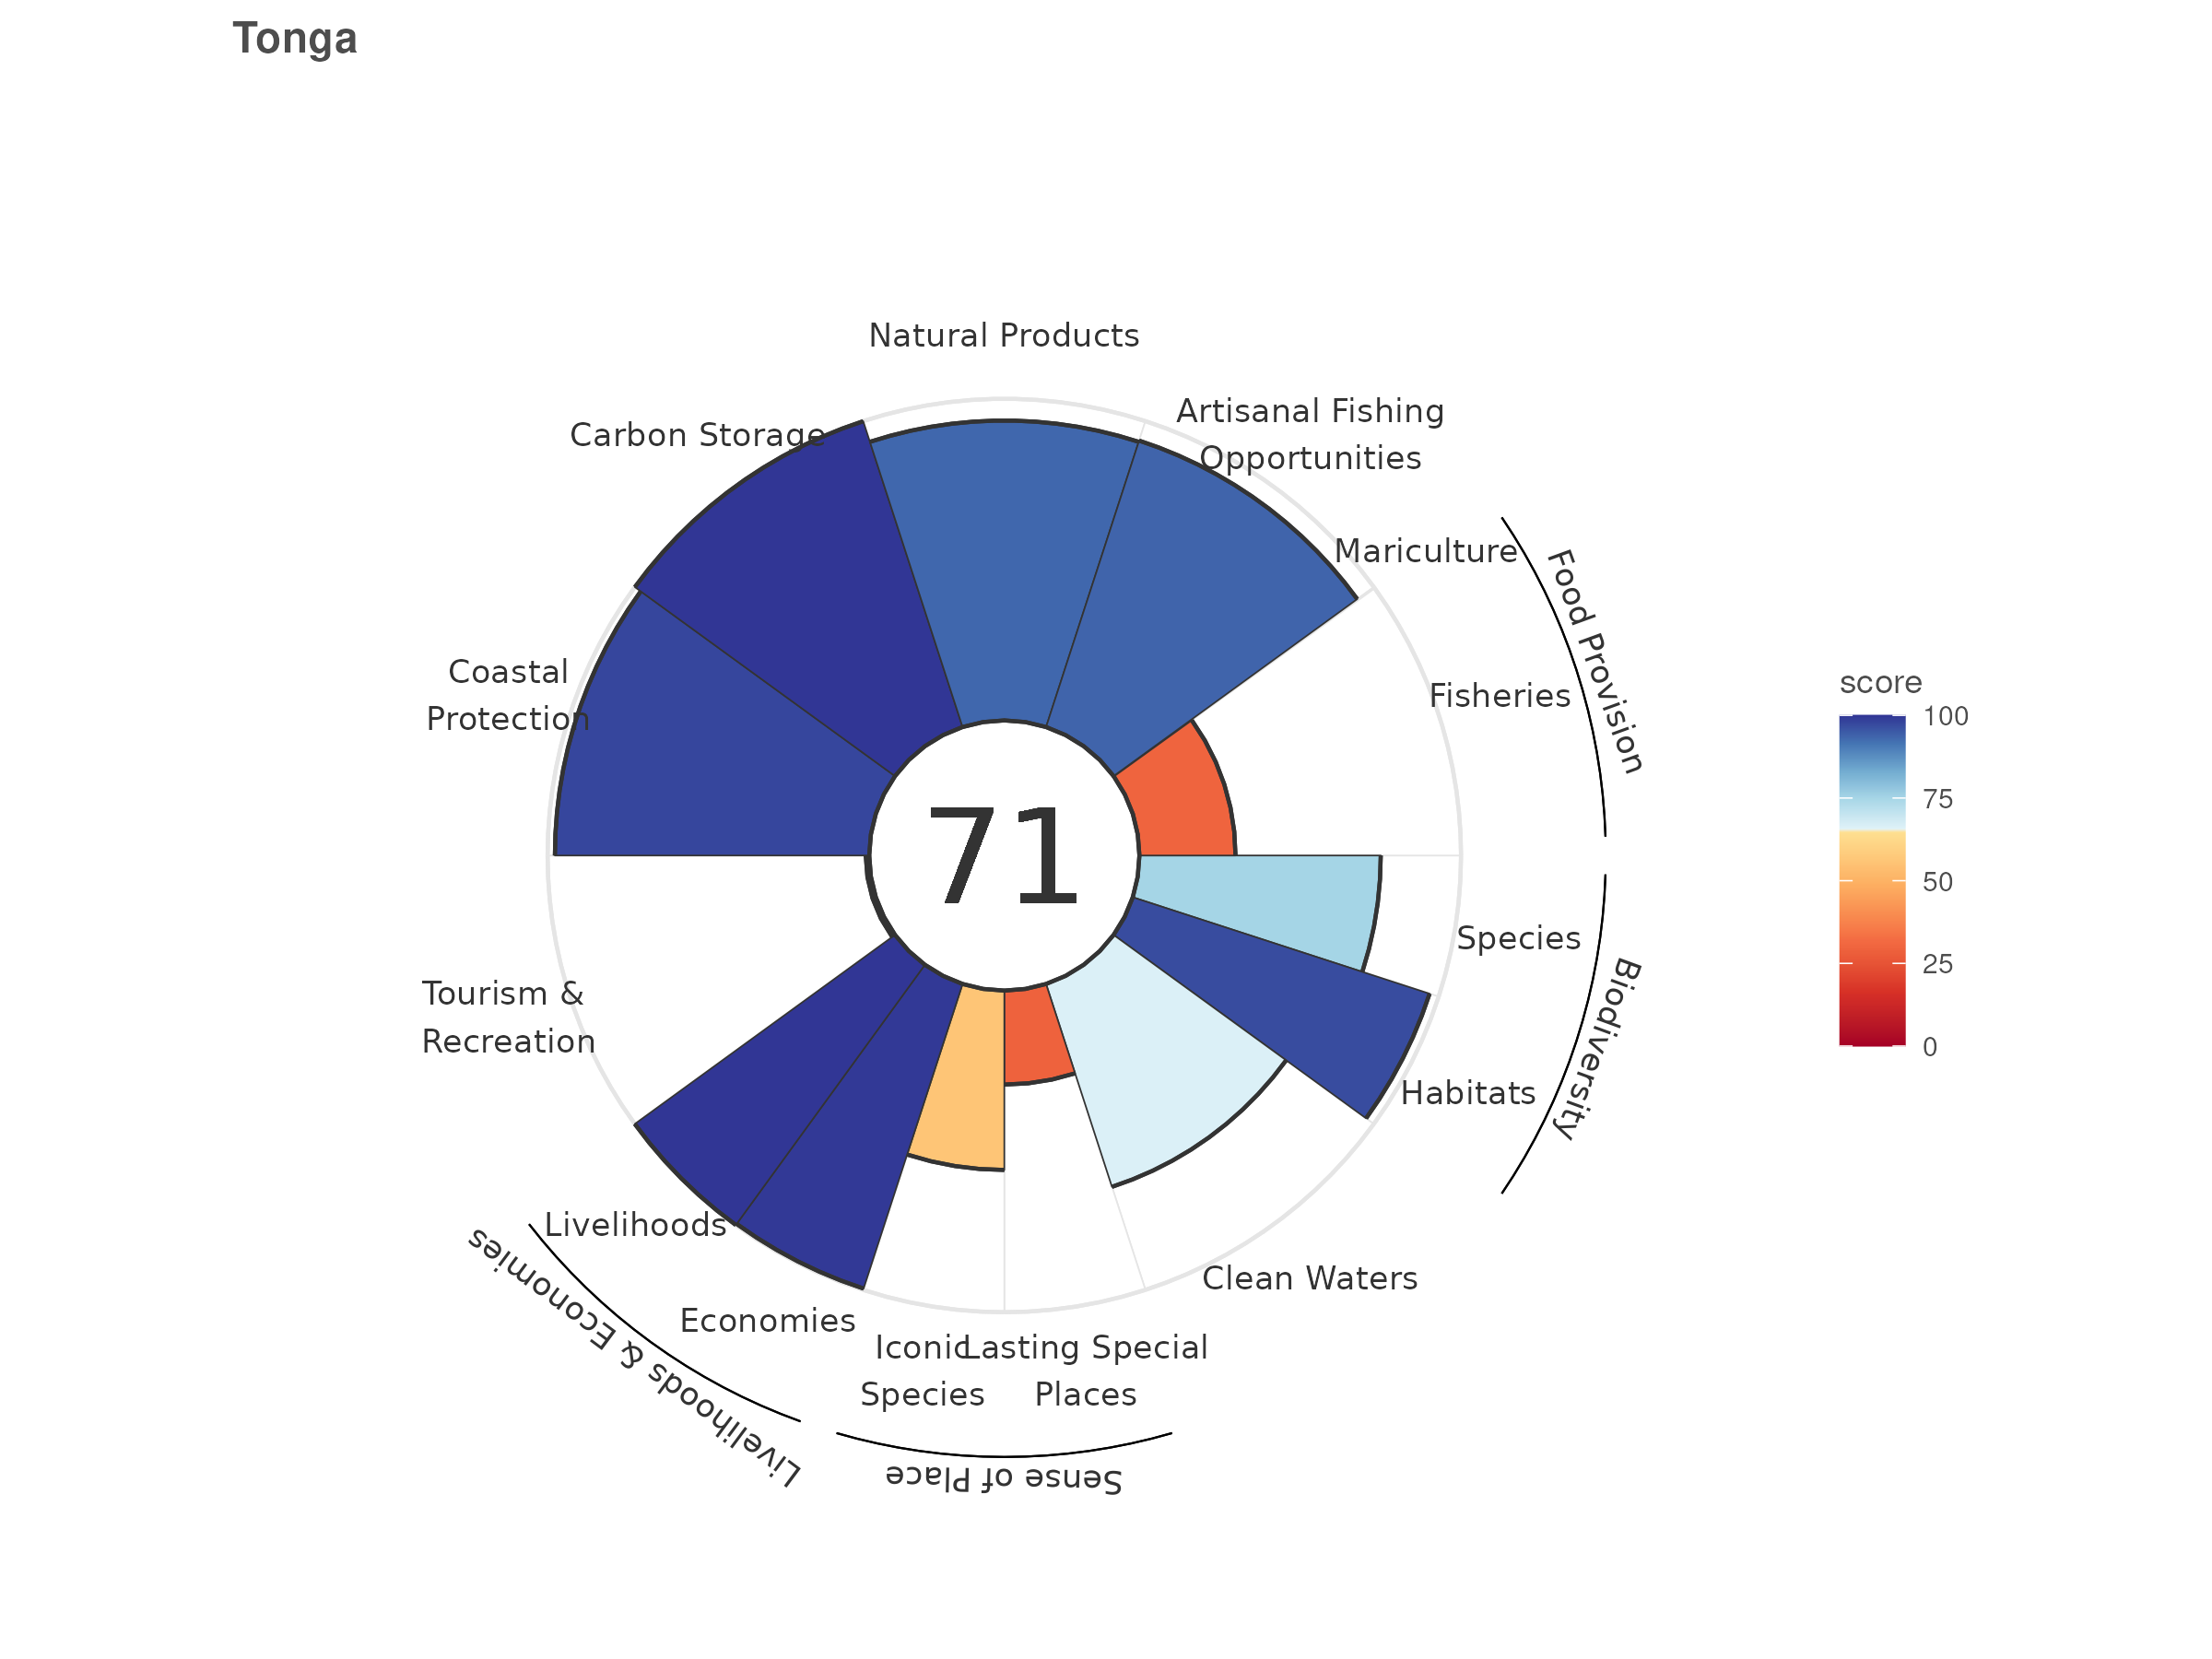 Tonga
Natural Products
Artisanal Fishing
Opportunities
Carbon Storage
Mariculture
Food Provision
Fisheries
Coastal
Protection
score
100
75
50
25
0
71
Species
Biodiversity
Habitats
Tourism &
Recreation
Livelihoods
Livelihoods & Economies
Clean Waters
Economies
Iconic
Species
Lasting Special
Places
Sense of Place